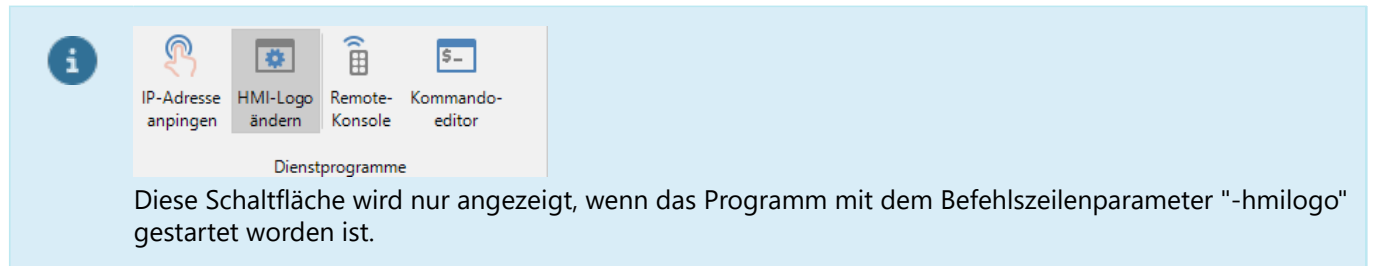 i
$_
IP-Adresse HMI-Logo Remote- Kommando-
anpingen ändern Konsole editor
Dienstprogramme
Diese Schaltfläche wird nur angezeigt, wenn das Programm mit dem Befehlszeilenparameter "-hmilogo"
gestartet worden ist.